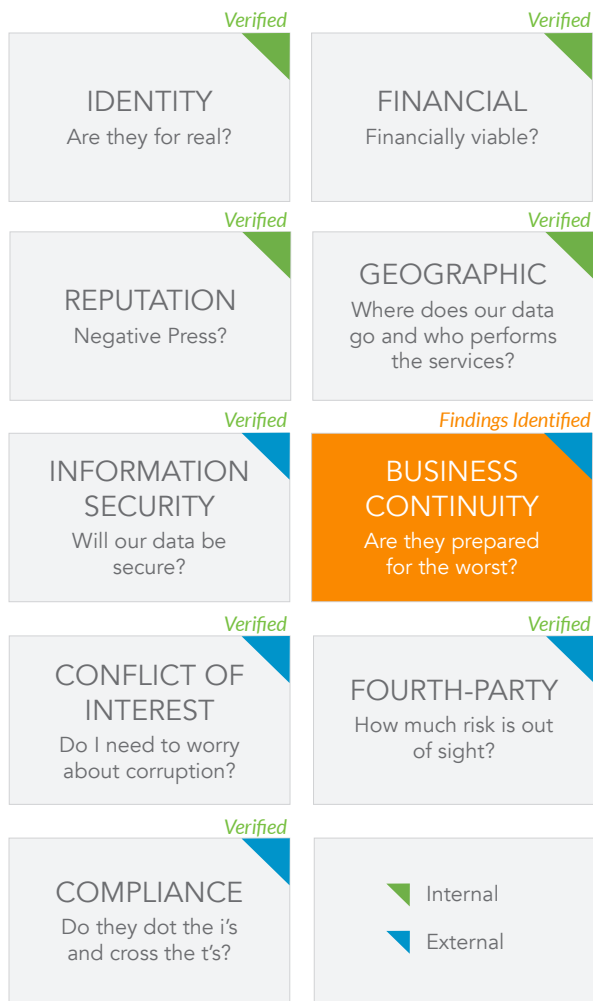 Verified
IDENTITY
Are they for real?
Verified
FINANCIAL
Financially viable?
Verified
REPUTATION
Negative Press?
Verified
GEOGRAPHIC
Where does our data
go and who performs
the services?
Verified
INFORMATION
SECURITY
Will our data be
secure?
Findings Identified
BUSINESS
CONTINUITY
Are they prepared
for the worst?
Verified
CONFLICT OF
INTEREST
Do I need to worry
about corruption?
Verified
FOURTH-PARTY
How much risk is out
of sight?
Verified
COMPLIANCE
Do they dot the i's
and cross the t's?
Internal
External